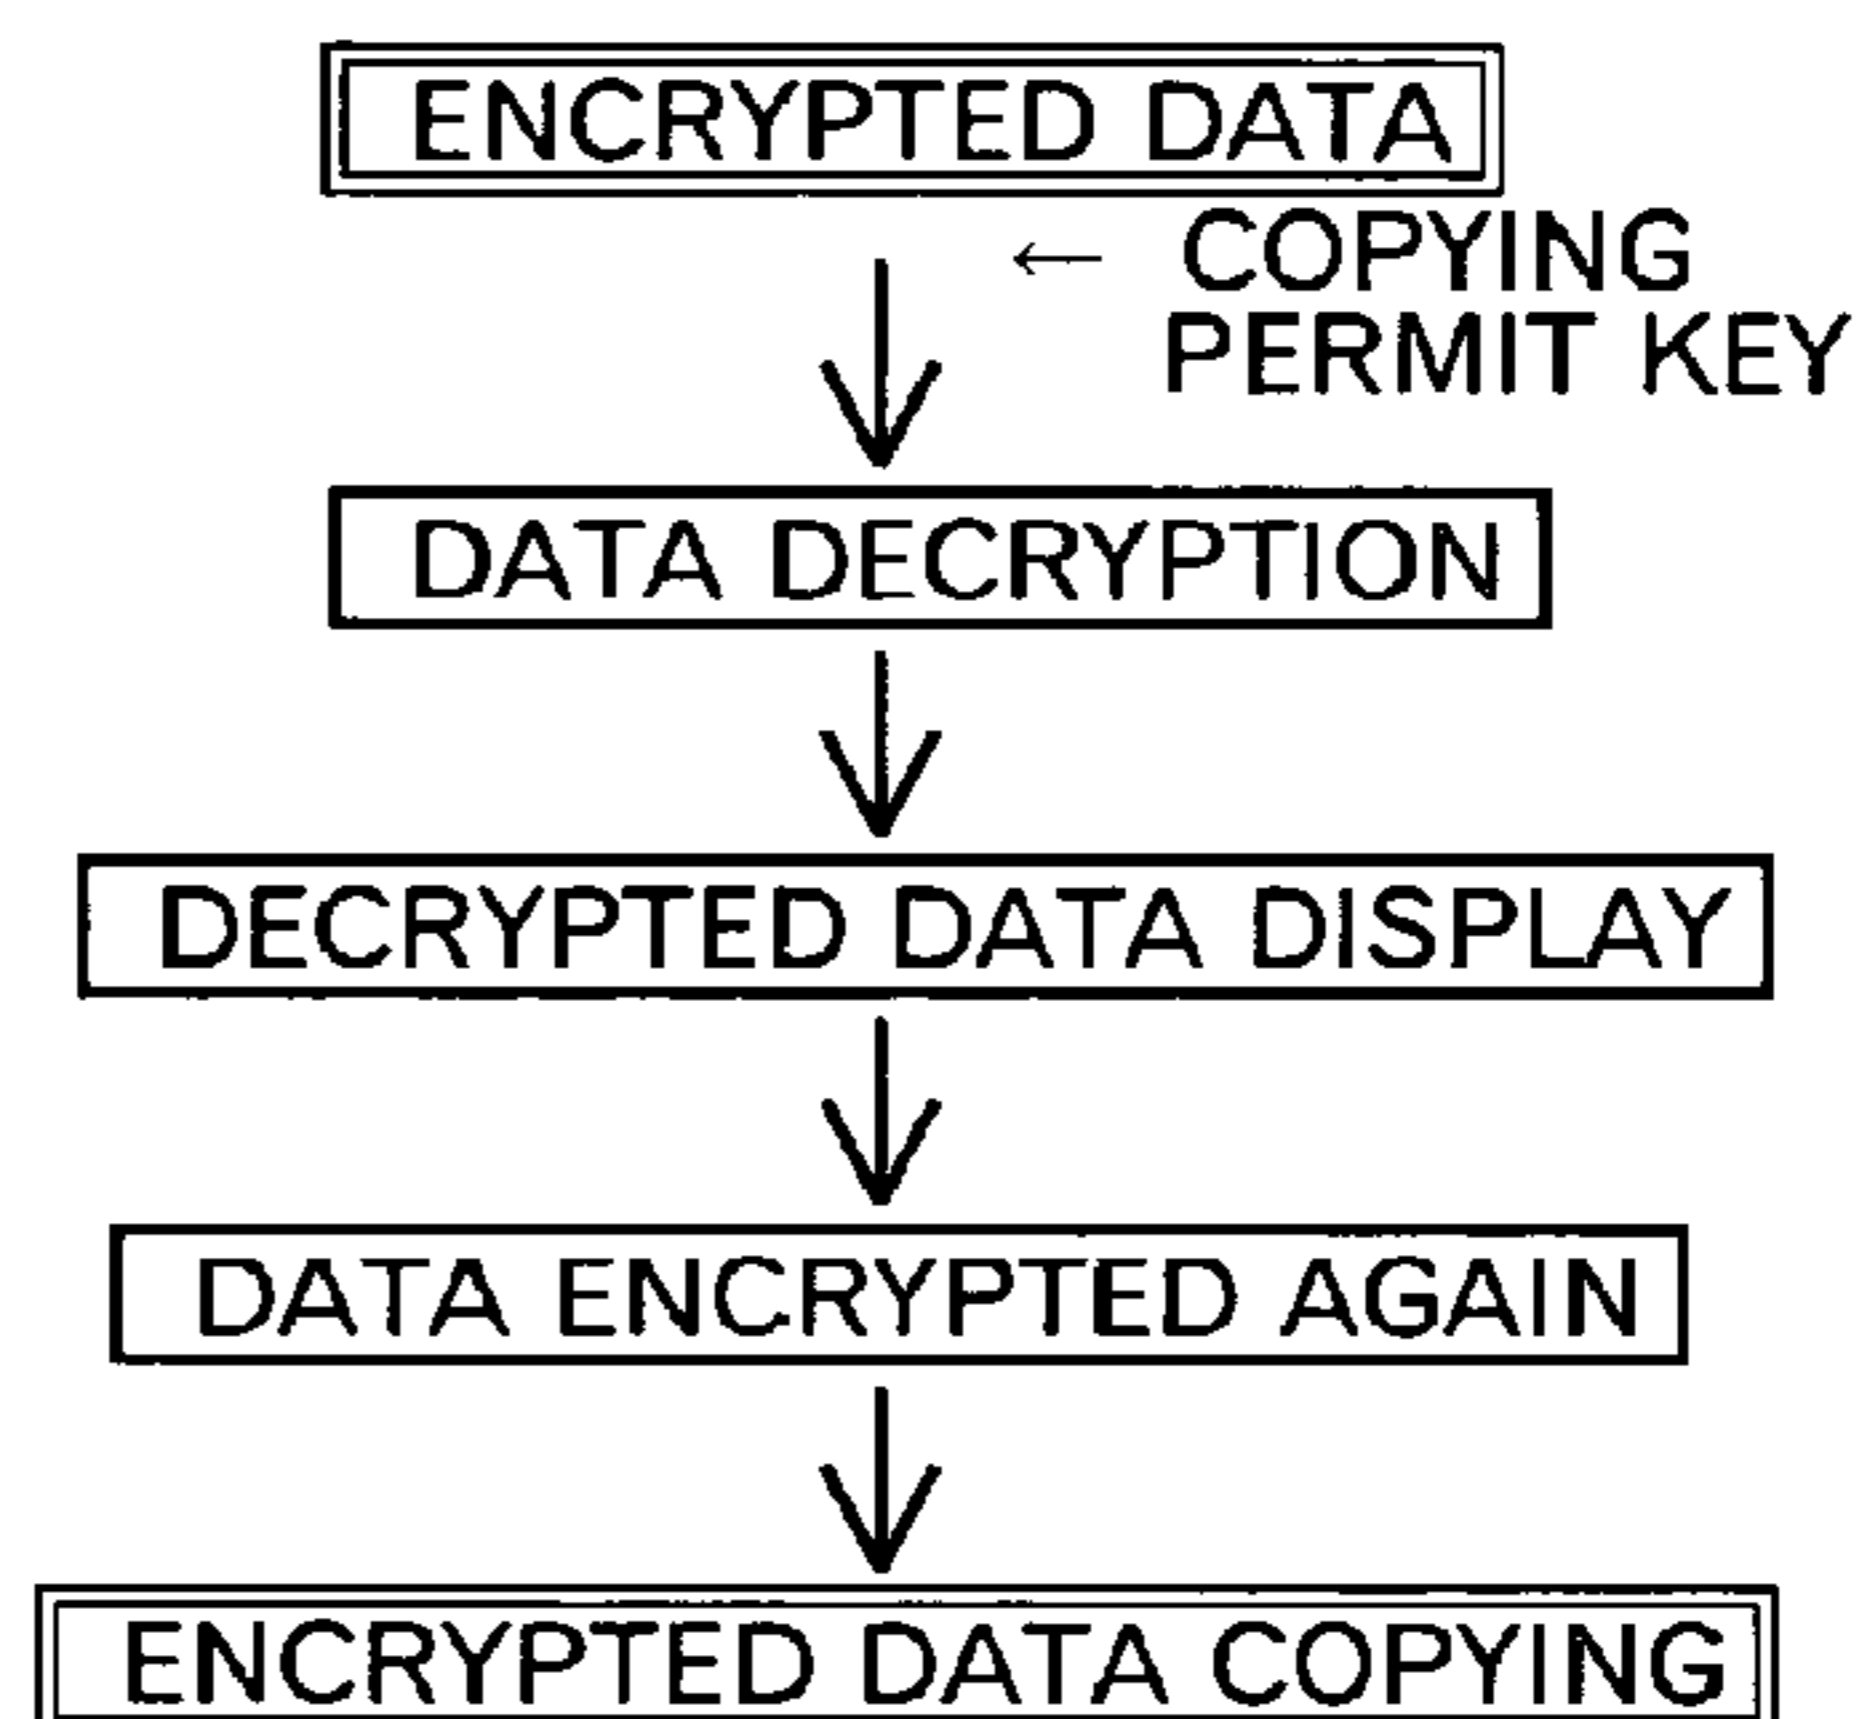 ENCRYPTED DATA
← COPYING
PERMIT KEY
DATA DECRYPTION
DECRYPTED DATA DISPLAY
DATA ENCRYPTED AGAIN
ENCRYPTED DATA COPYING